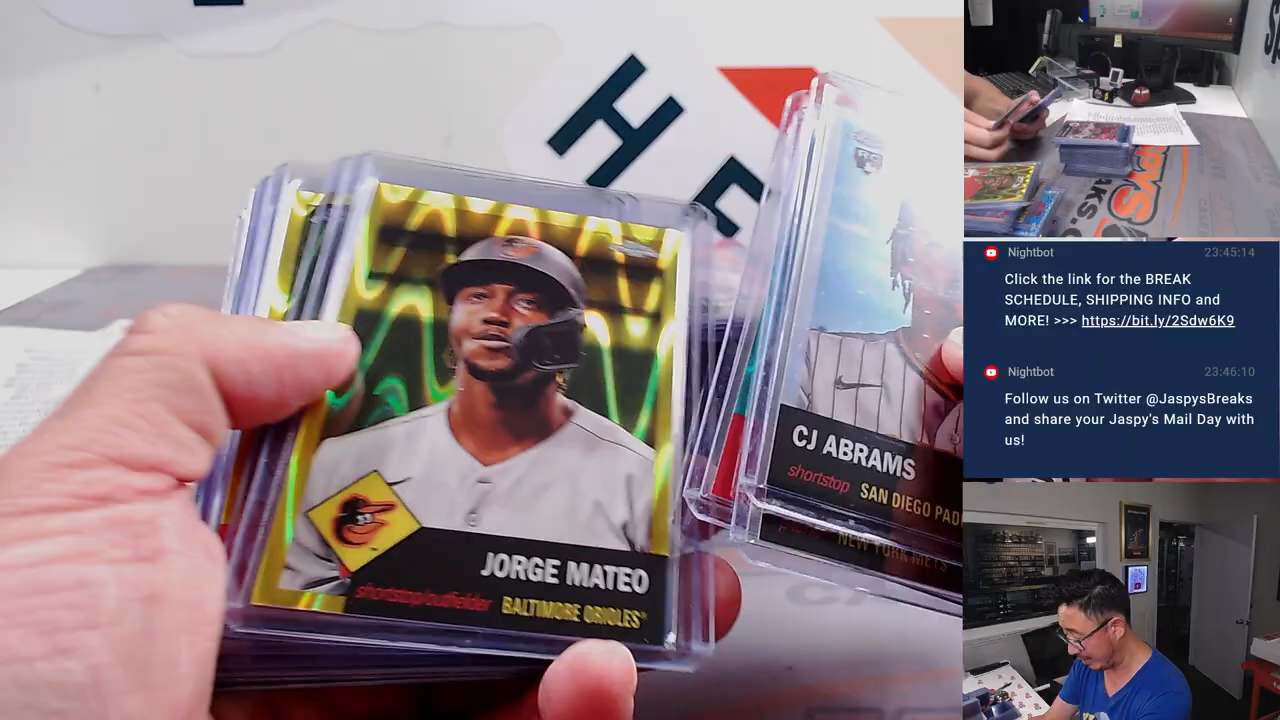 JORGE MATEO
shortstop/outfielder BALTIMORE ORIOLES
CJ ABRAMS
shortstop SAN DIEGO PAD
NEW YORK METS
Nightbot 23:45:14
Click the link for the BREAK
SCHEDULE, SHIPPING INFO and
MORE! >>> https://bit.ly/2Sdw6K9
Nightbot 23:46:10
Follow us on Twitter @JaspysBreaks
and share your Jaspy's Mail Day with
us!